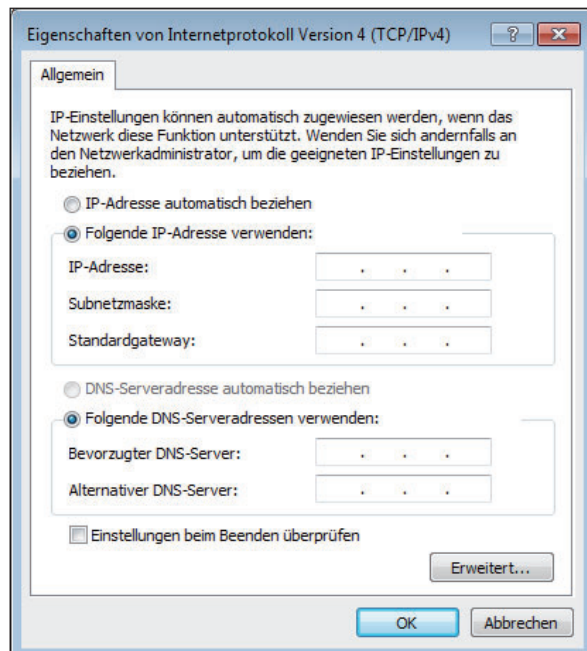 Eigenschaften von Internetprotokoll Version 4 (TCP/IPv4)
Allgemein
IP-Einstellungen können automatisch zugewiesen werden, wenn das
Netzwerk diese Funktion unterstützt. Wenden Sie sich andernfalls an
den Netzwerkadministrator, um die geeigneten IP-Einstellungen zu
beziehen.
IP-Adresse automatisch beziehen
Folgende IP-Adresse verwenden:
IP-Adresse:
Subnetzmaske:
Standardgateway:
DNS-Serveradresse automatisch beziehen
Folgende DNS-Serveradressen verwenden:
Bevorzugter DNS-Server:
Alternativer DNS-Server:
Einstellungen beim Beenden überprüfen
Erweitert...
OK
Abbrechen